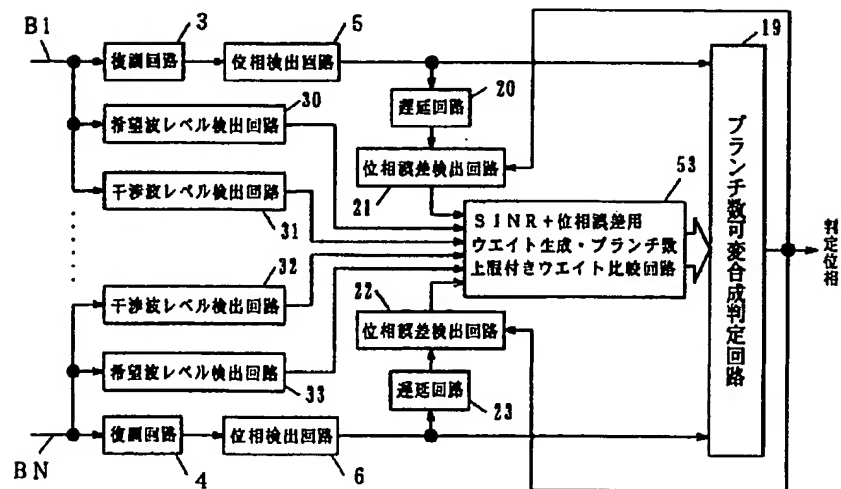 B1
3
復調回路
5
位相検出回路
19
30
希望波レベル検出回路
20
遅延回路
位相誤差検出回路
21
干渉波レベル検出回路
31
53
SINR+位相誤差用
ウエイト生成・ブランチ数
上限付きウエイト比較回路
ブランチ数可変合成判定回路
判定位相
32
干渉波レベル検出回路
22
位相誤差検出回路
希望波レベル検出回路
33
遅延回路
23
BN
復調回路
4
位相検出回路
6